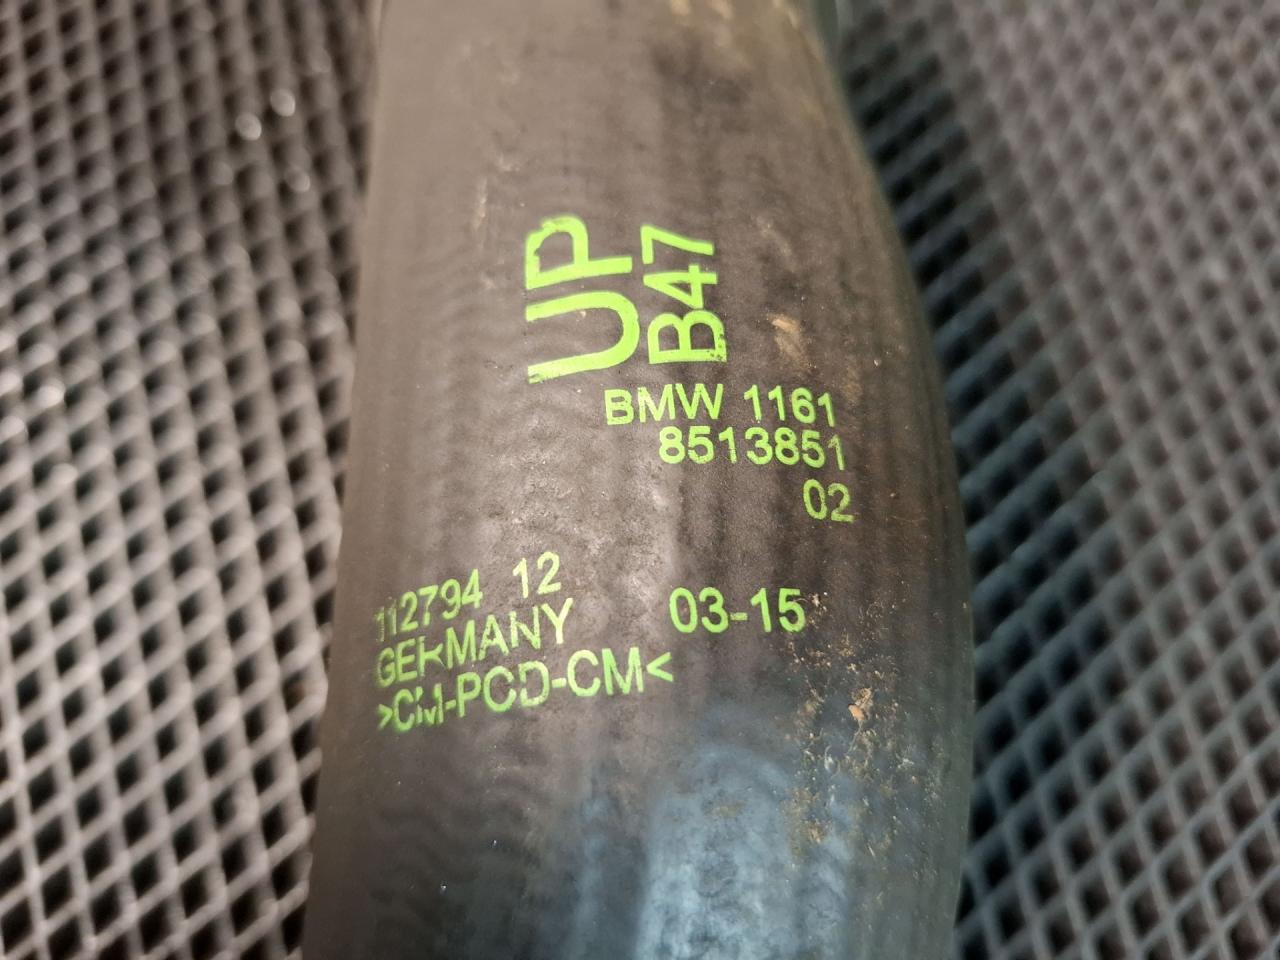 UP
B47
BMW 1161
8513851
02
112794 12
GERMANY
03-15
>CM-PCD-CM<